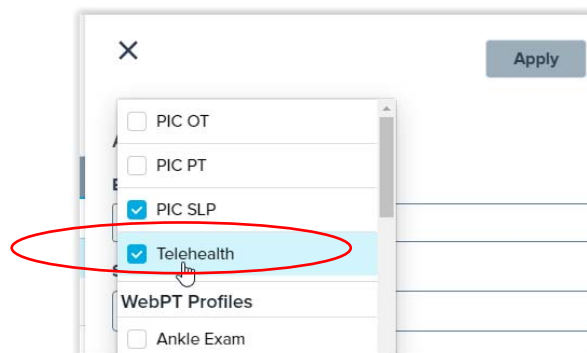 Apply
PIC OT
PIC PT
PIC SLP
Telehealth
WebPT Profiles
Ankle Exam